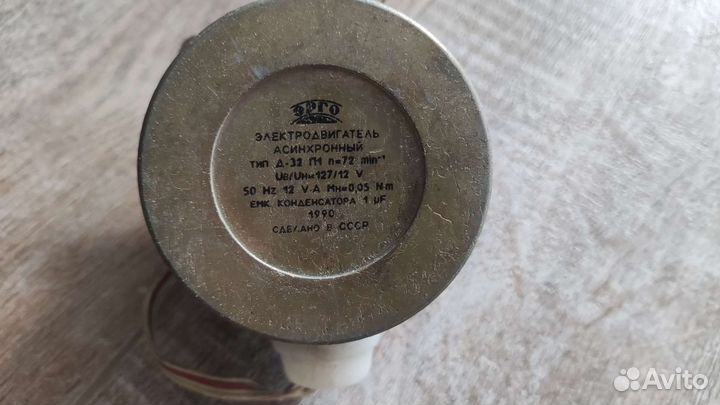 ЭРГО
ЭЛЕКТРОДВИГАТЕЛЬ
АСИНХРОННЫЙ
ТИП Д-32 П1 n=72 min⁻¹
Uв/Uн=127/12 V
50 Hz 12 V·A Mн=0,05 N·m
ЕМК. КОНДЕНСАТОРА 1 µF
1990
СДЕЛАНО В СССР
Avito